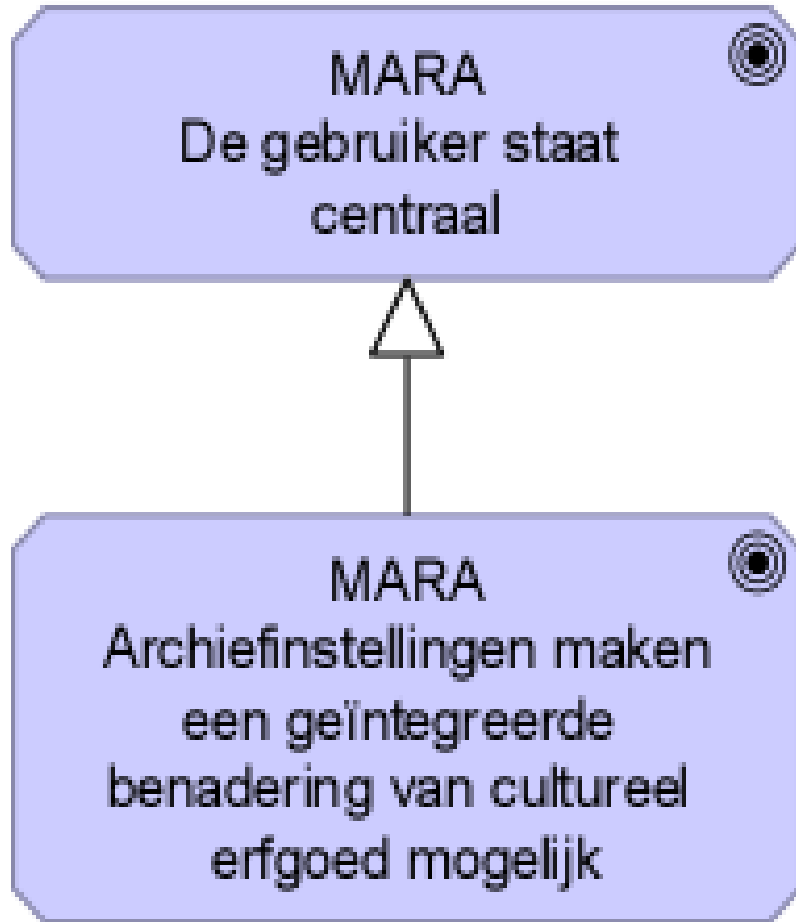 MARA
De gebruiker staat
centraal
MARA
Archiefinstellingen maken
een geïntegreerde
benadering van cultureel
erfgoed mogelijk